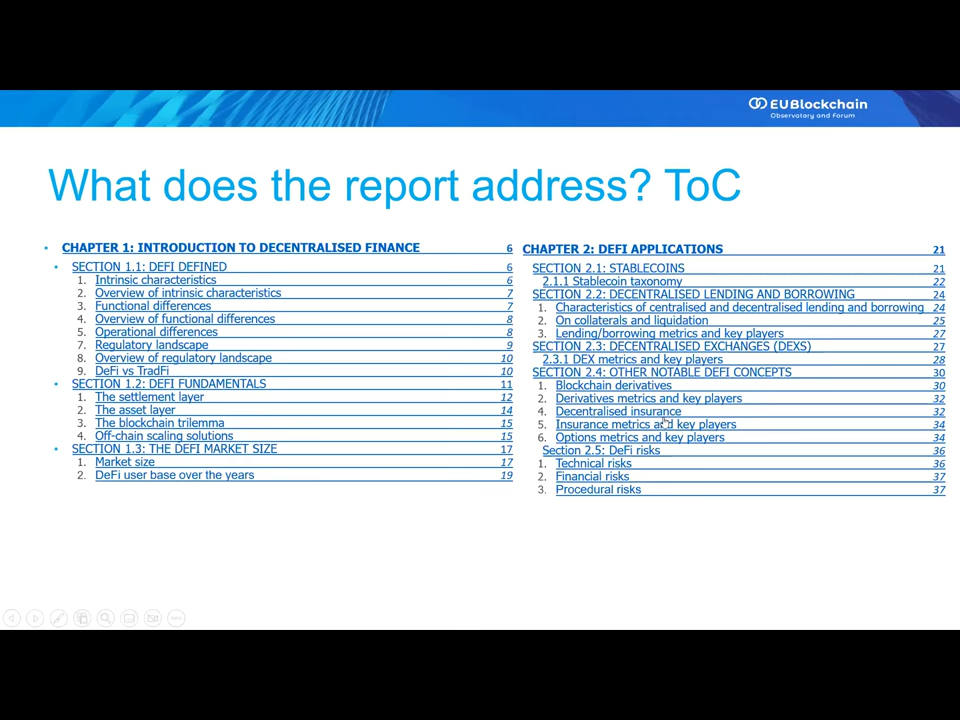 EUBlockchain
Observatory and Forum
What does the report address? ToC
• CHAPTER 1: INTRODUCTION TO DECENTRALISED FINANCE 6
• SECTION 1.1: DEFI DEFINED 6
1. Intrinsic characteristics 6
2. Overview of intrinsic characteristics 7
3. Functional differences 7
4. Overview of functional differences 8
5. Operational differences 8
7. Regulatory landscape 9
8. Overview of regulatory landscape 10
9. DeFi vs TradFi 10
• SECTION 1.2: DEFI FUNDAMENTALS 11
1. The settlement layer 12
2. The asset layer 14
3. The blockchain trilemma 15
4. Off-chain scaling solutions 15
• SECTION 1.3: THE DEFI MARKET SIZE 17
1. Market size 17
2. DeFi user base over the years 19
CHAPTER 2: DEFI APPLICATIONS 21
SECTION 2.1: STABLECOINS 21
2.1.1 Stablecoin taxonomy 22
SECTION 2.2: DECENTRALISED LENDING AND BORROWING 24
1. Characteristics of centralised and decentralised lending and borrowing 24
2. On collaterals and liquidation 25
3. Lending/borrowing metrics and key players 27
SECTION 2.3: DECENTRALISED EXCHANGES (DEXS) 27
2.3.1 DEX metrics and key players 28
SECTION 2.4: OTHER NOTABLE DEFI CONCEPTS 30
1. Blockchain derivatives 30
2. Derivatives metrics and key players 32
4. Decentralised insurance 32
5. Insurance metrics and key players 34
6. Options metrics and key players 34
Section 2.5: DeFi risks 36
1. Technical risks 36
2. Financial risks 37
3. Procedural risks 37